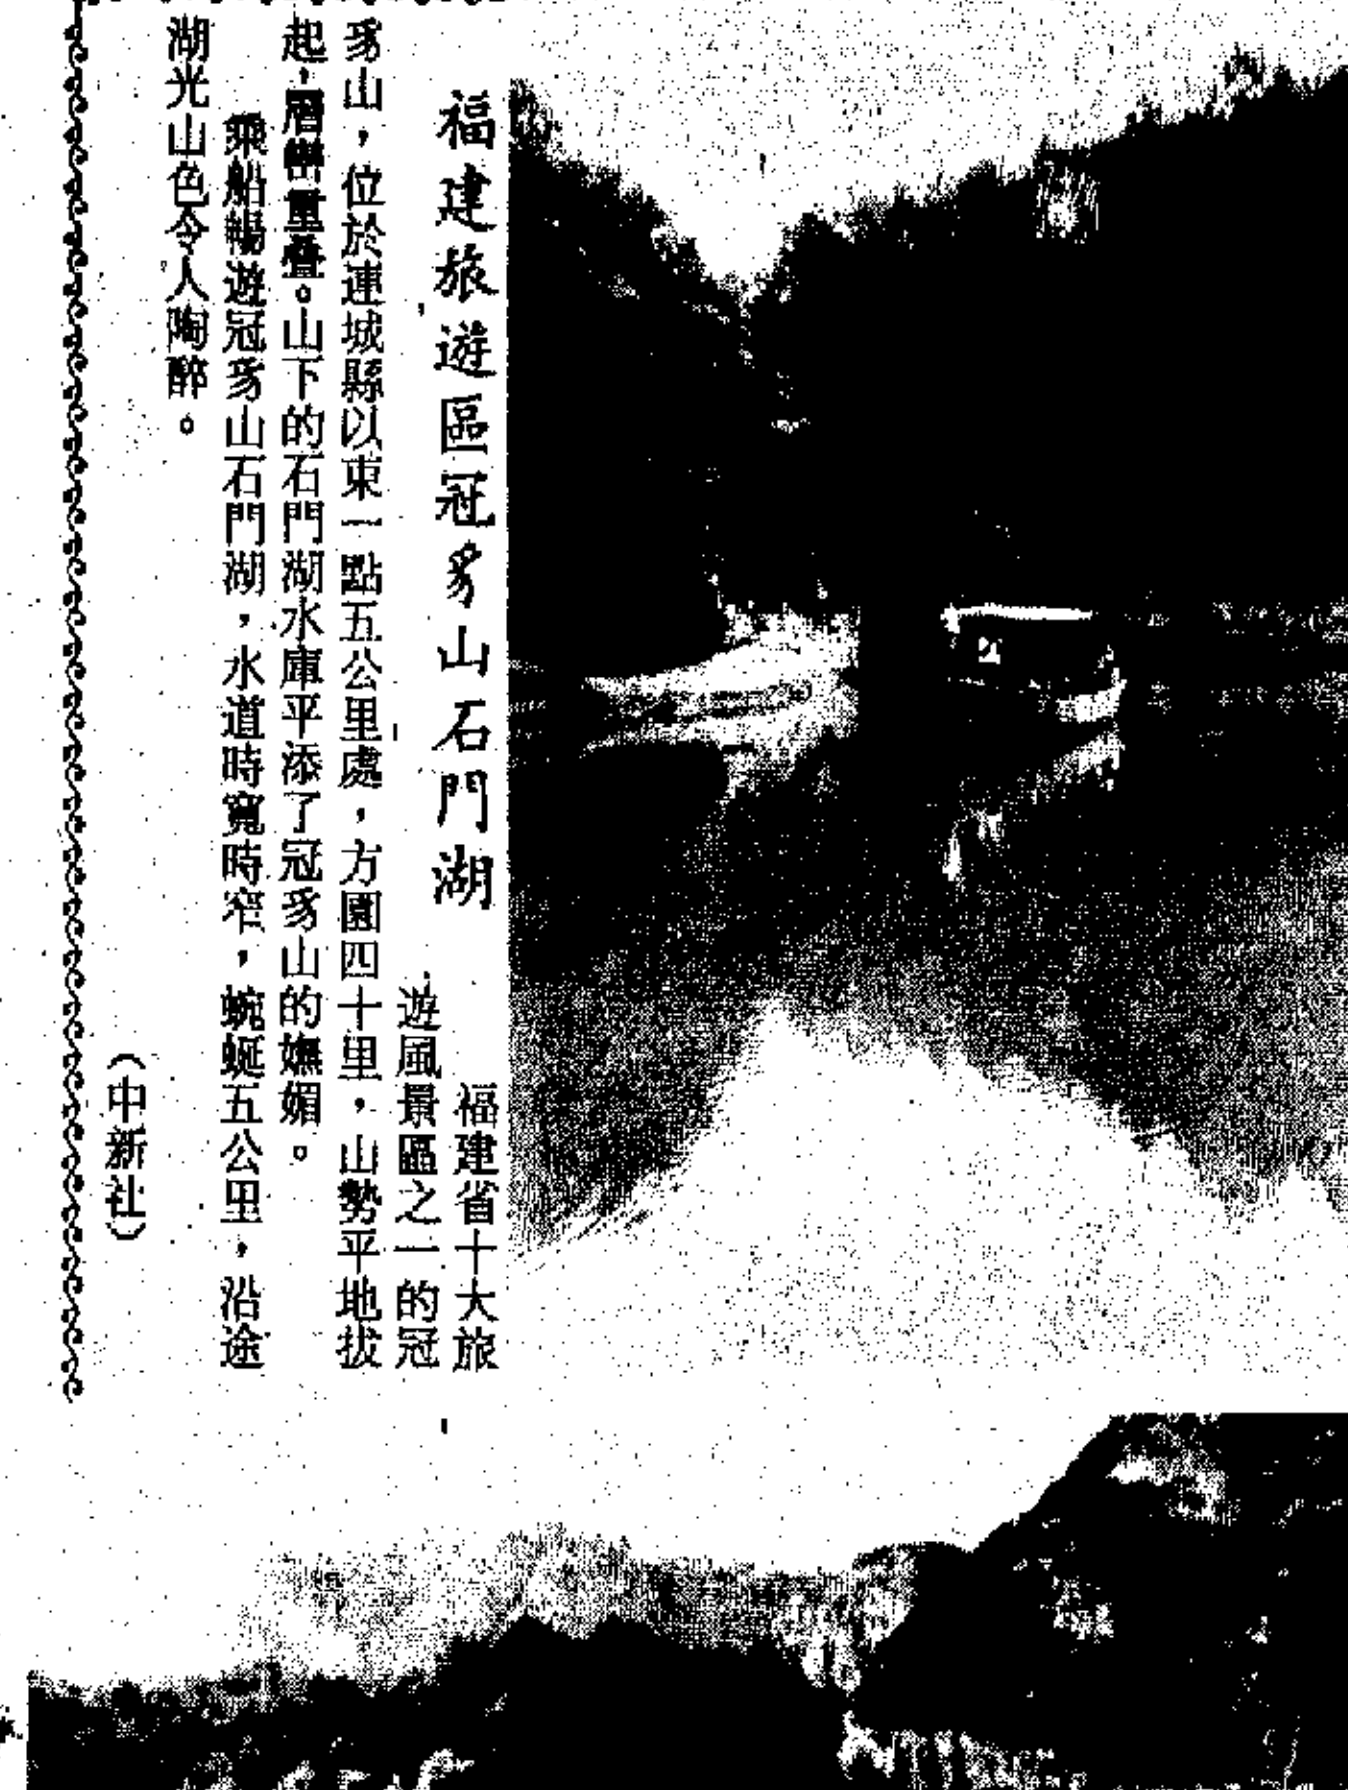 福建旅遊區冠豸山石門湖
福建省十大旅
遊風景區之一的冠
豸山，位於連城縣以東一點五公里處，方圓四十里，山勢平地拔
起，層巒重疊。山下的石門湖水庫平添了冠豸山的嫵媚。
乘船暢遊冠豸山石門湖，水道時寬時窄，蜿蜒五公里，沿途
湖光山色令人陶醉。
（中新社）